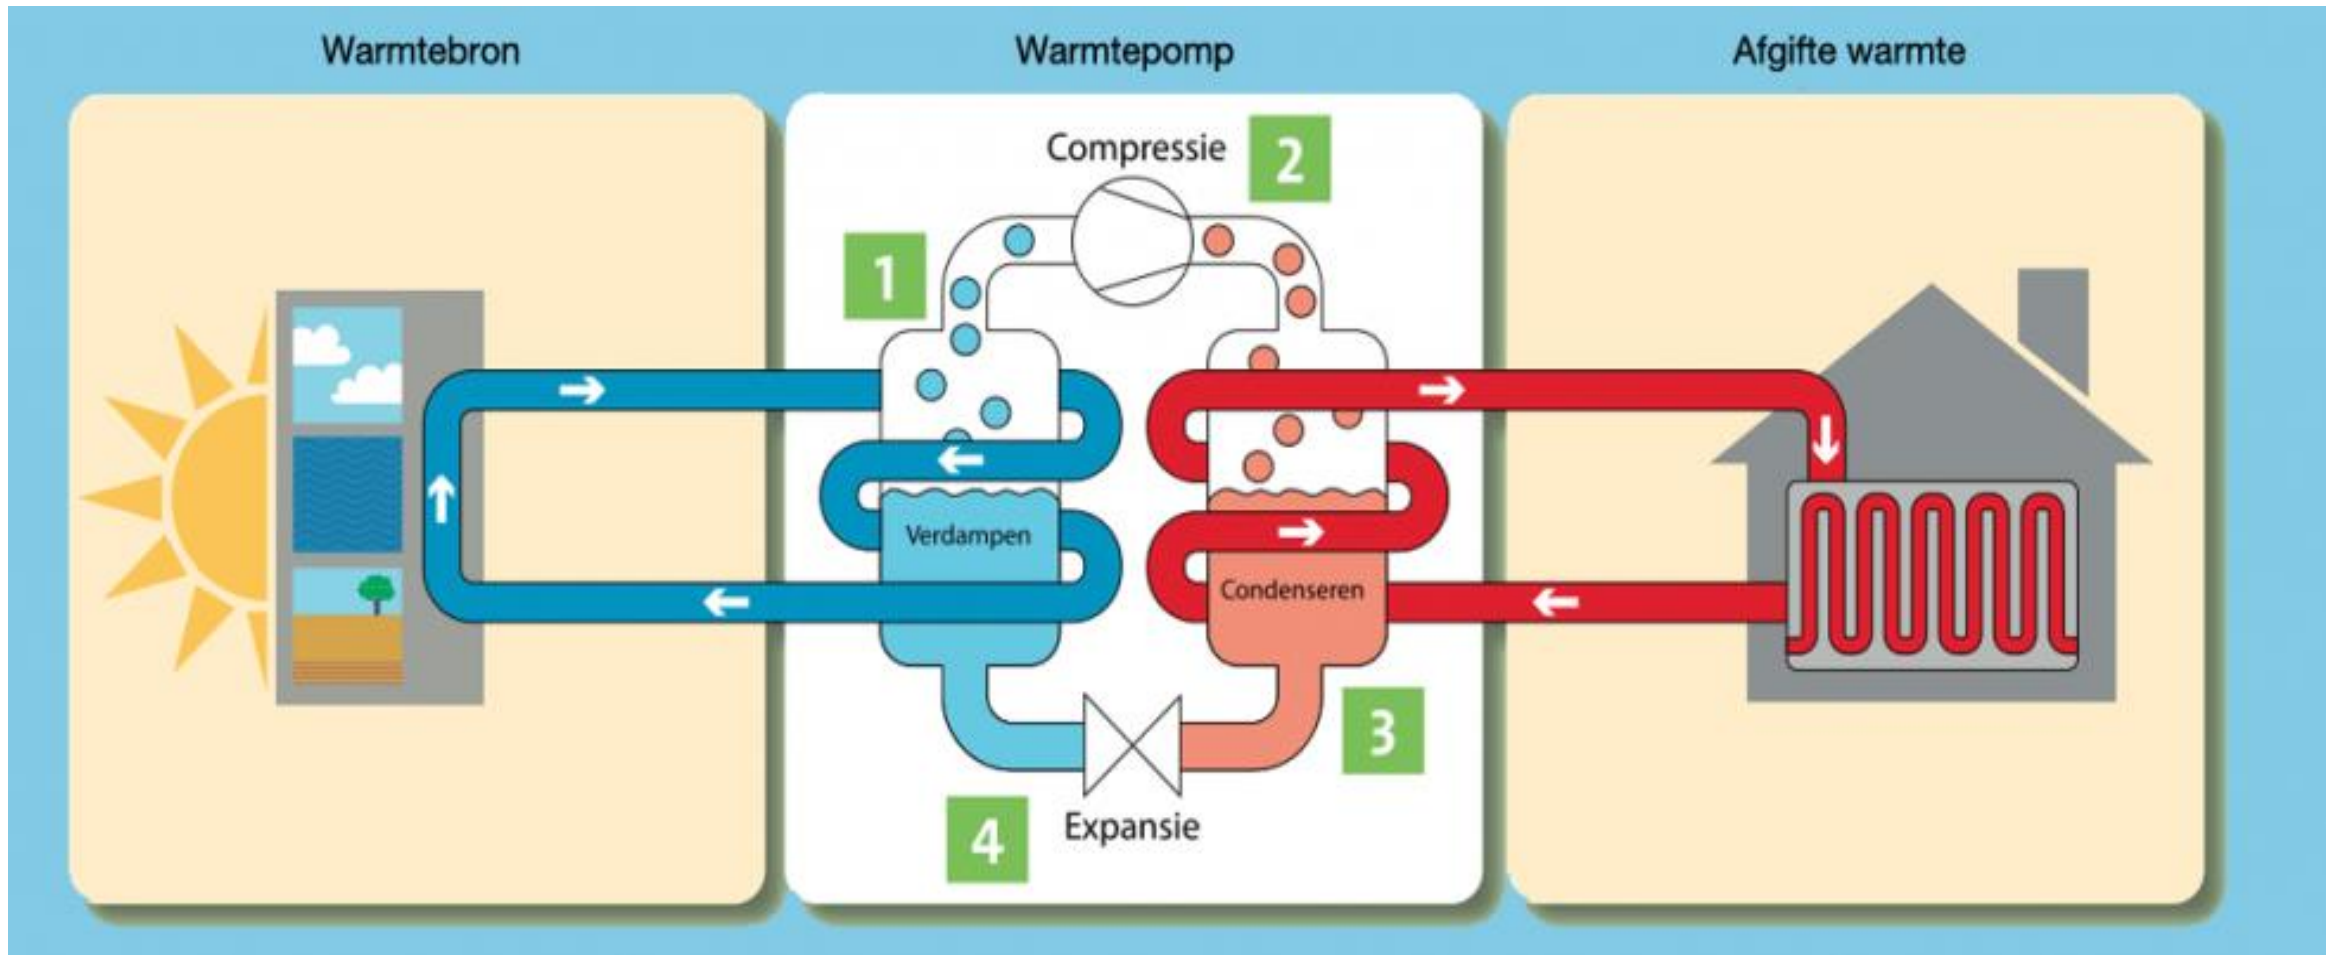 Warmtebron
Warmtepomp
Afgifte warmte
Compressie
2
1
Verdampen
Condenseren
3
4
Expansie